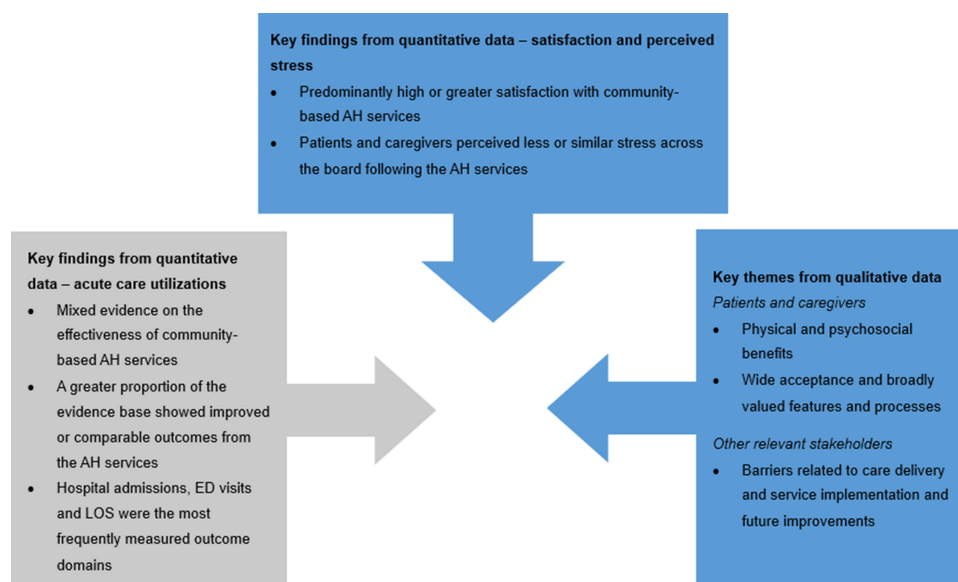 Key findings from quantitative data – satisfaction and perceived
stress
• Predominantly high or greater satisfaction with community-
based AH services
• Patients and caregivers perceived less or similar stress across
the board following the AH services
Key findings from quantitative
data – acute care utilizations
• Mixed evidence on the
effectiveness of community-
based AH services
• A greater proportion of the
evidence base showed improved
or comparable outcomes from
the AH services
• Hospital admissions, ED visits
and LOS were the most
frequently measured outcome
domains
Key themes from qualitative data
Patients and caregivers
• Physical and psychosocial
benefits
• Wide acceptance and broadly
valued features and processes
Other relevant stakeholders
• Barriers related to care delivery
and service implementation and
future improvements